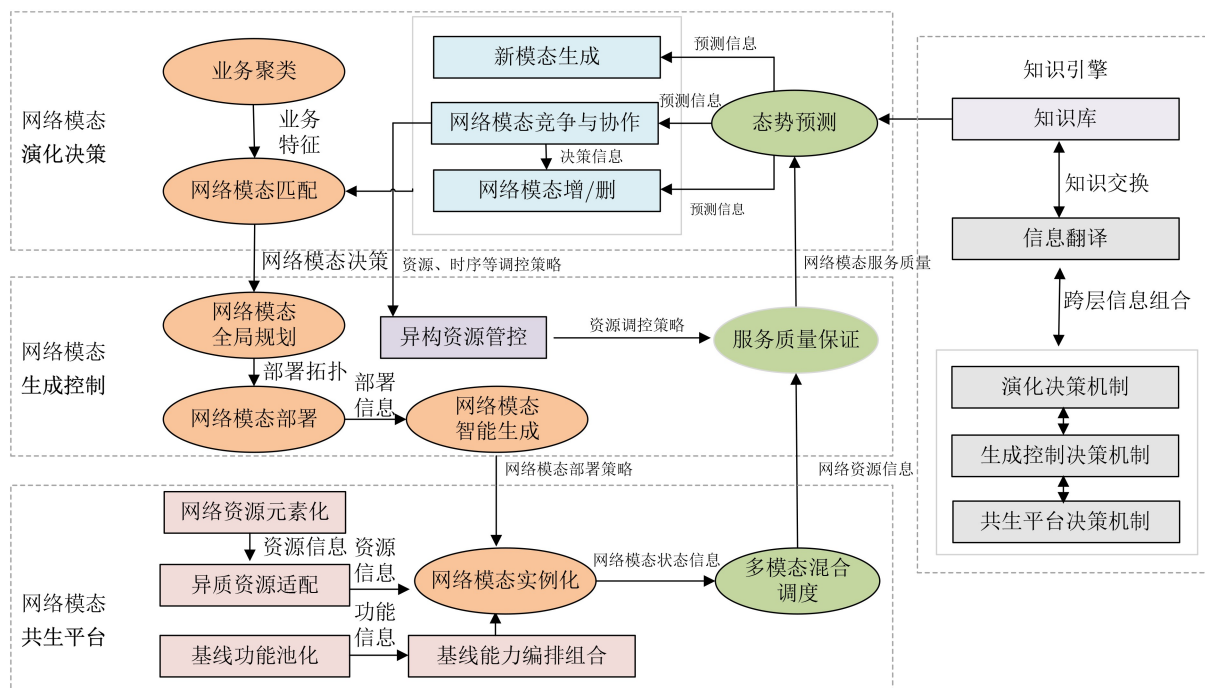 网络模态
演化决策
业务聚类
业务
特征
网络模态匹配
新模态生成
网络模态竞争与协作
决策信息
网络模态增/删
预测信息
预测信息
预测信息
态势预测
网络模态决策
资源、时序等调控策略
网络模态服务质量
网络模态
生成控制
网络模态
全局规划
部署拓扑
网络模态部署
部署
信息
网络模态
智能生成
异构资源管控
资源调控策略
服务质量保证
网络模态部署策略
网络资源信息
网络模态
共生平台
网络资源元素化
资源信息
异质资源适配
资源
信息
功能
信息
基线功能池化
基线能力编排组合
网络模态实例化
网络模态状态信息
多模态混合
调度
知识引擎
知识库
知识交换
信息翻译
跨层信息组合
演化决策机制
生成控制决策机制
共生平台决策机制